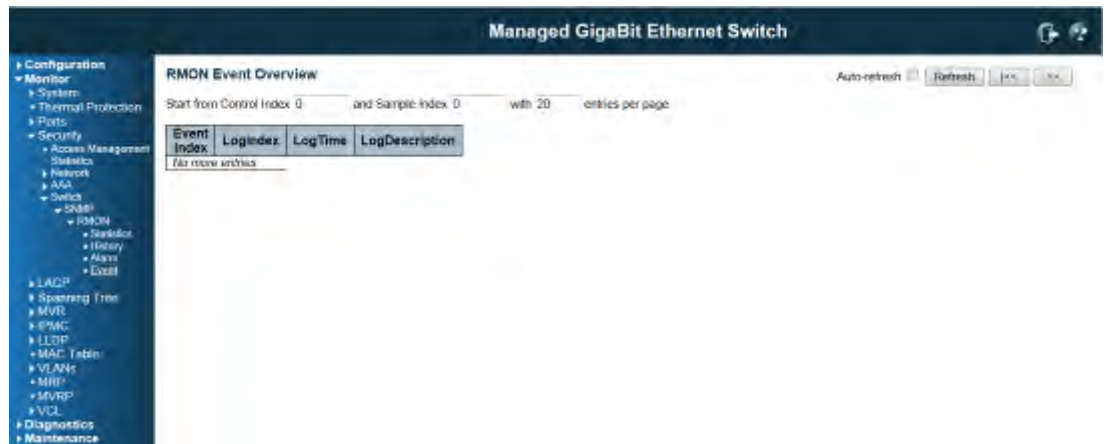 Managed GigaBit Ethernet Switch
Configuration
Monitor
System
Thermal Protection
Ports
Security
Access Management
Statistics
Network
AAA
Switch
SNMP
RMON
Statistics
History
Alarm
Event
LACP
Spanning Tree
MVR
IPMC
LLDP
MAC Table
VLANs
MRP
MVRP
VCL
Diagnostics
Maintenance
RMON Event Overview
Auto-refresh Refresh |<< >>
Start from Control Index 0 and Sample Index 0 with 20 entries per page.
Event Index LogIndex LogTime LogDescription
No more entries